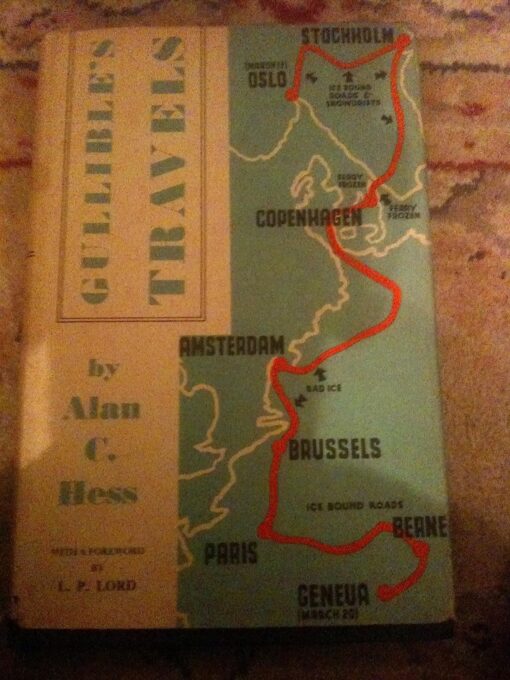 GULLIBLE'S
TRAVELS
by
Alan
C.
Hess
WITH A FOREWORD
BY
L. P. LORD
STOCKHOLM
OSLO
ICE BOUND
ROADS &
SNOWDRIFTS
FERRY
FROZEN
COPENHAGEN
FERRY
FROZEN
AMSTERDAM
BAD ICE
BRUSSELS
ICE BOUND ROADS
BERNE
PARIS
GENEVA
(MARCH 20)